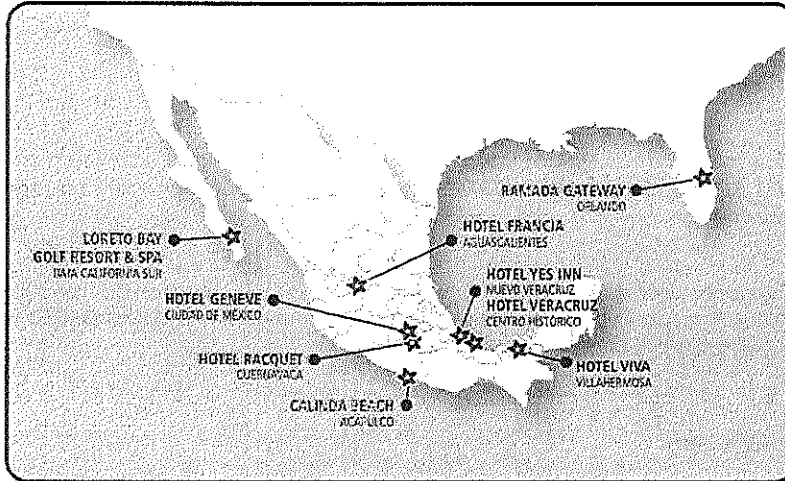 RAMADA GATEWAY
ORLANDO
HOTEL FRANCIA
AGUASCALIENTES
LORETO BAY
GOLF RESORT & SPA
BAJA CALIFORNIA SUR
HOTEL YES INN
NUEVO VERACRUZ
HOTEL VERACRUZ
CENTRO HISTÓRICO
HOTEL GENEVE
CIUDAD DE MÉXICO
HOTEL RACQUET
CUERNAVACA
HOTEL VIVA
VILLAHERMOSA
CALINDA BEACH
ACAPULCO